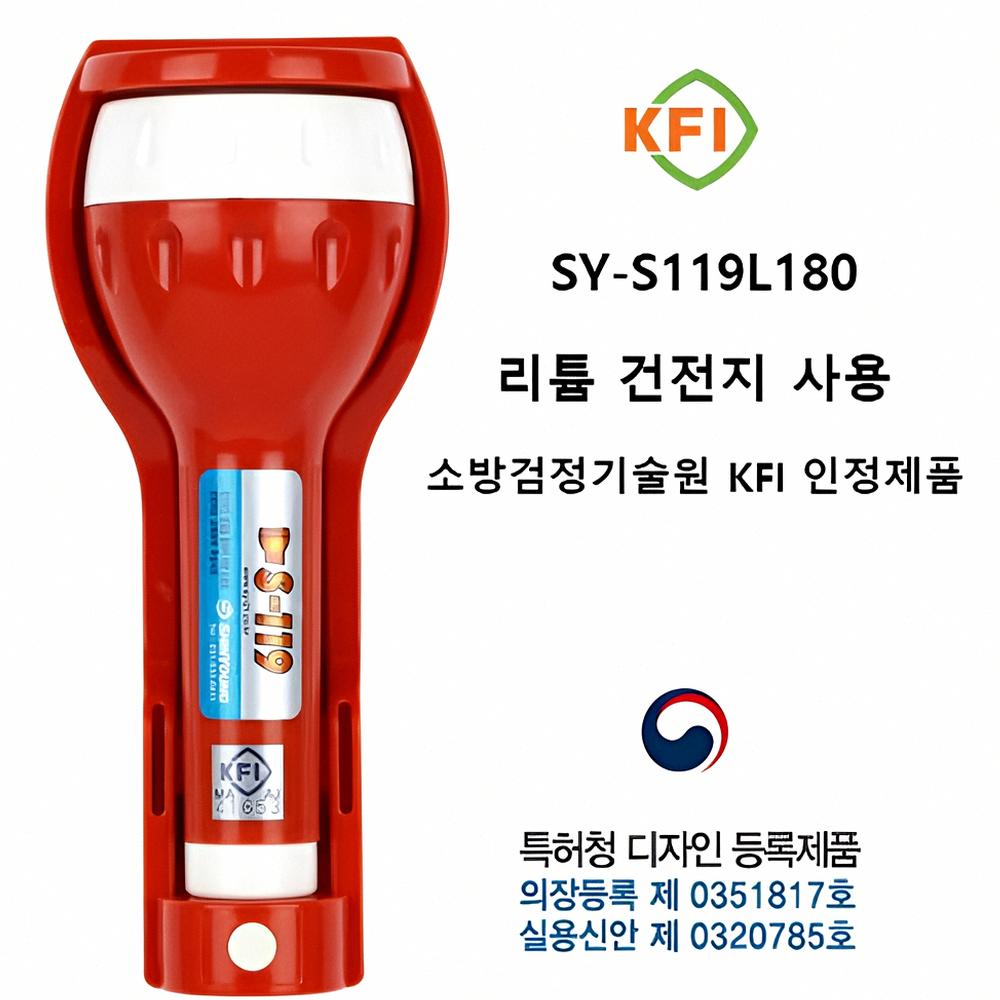 KFI
SY-S119L180
리튬 건전지 사용
소방검정기술원 KFI 인정제품
S-119
KFI
특허청 디자인 등록제품
의장등록 제 0351817호
실용신안 제 0320785호